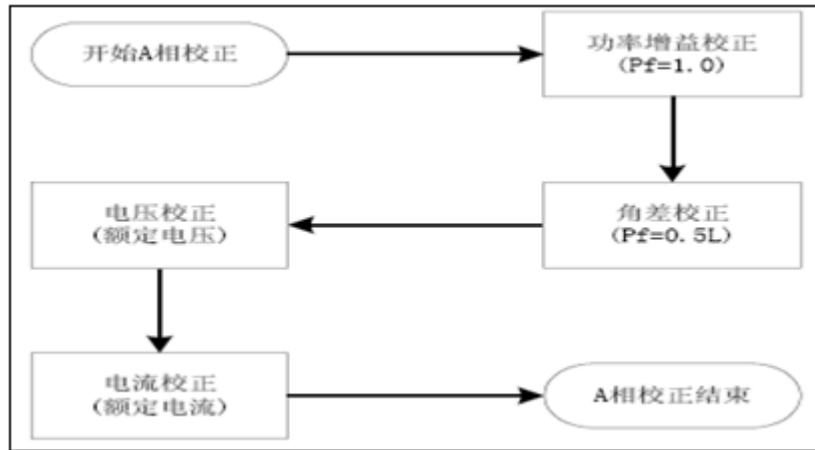 开始A相校正
功率增益校正
(Pf=1.0)
角差校正
(Pf=0.5L)
电压校正
(额定电压)
电流校正
(额定电流)
A相校正结束